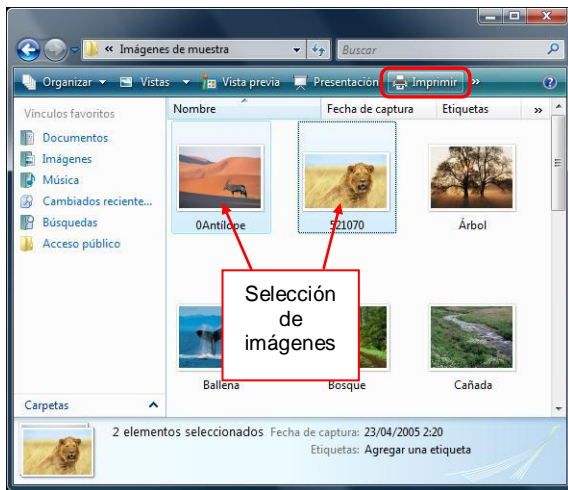 « Imágenes de muestra
Buscar
Organizar Vistas Vista previa Presentación Imprimir »
Vínculos favoritos
Documentos
Imágenes
Música
Cambiados reciente...
Búsquedas
Acceso público
Carpetas
Nombre Fecha de captura Etiquetas »
0Antílope 521070 Árbol
Selección
de
imágenes
Ballena Bosque Cañada
2 elementos seleccionados Fecha de captura: 23/04/2005 2:20
Etiquetas: Agregar una etiqueta